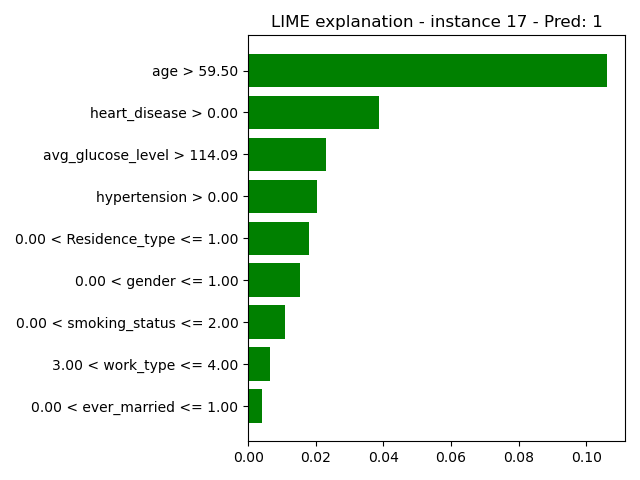 LIME explanation - instance 17 - Pred: 1
age > 59.50
heart_disease > 0.00
avg_glucose_level > 114.09
hypertension > 0.00
0.00 < Residence_type <= 1.00
0.00 < gender <= 1.00
0.00 < smoking_status <= 2.00
3.00 < work_type <= 4.00
0.00 < ever_married <= 1.00
0.00 0.02 0.04 0.06 0.08 0.10